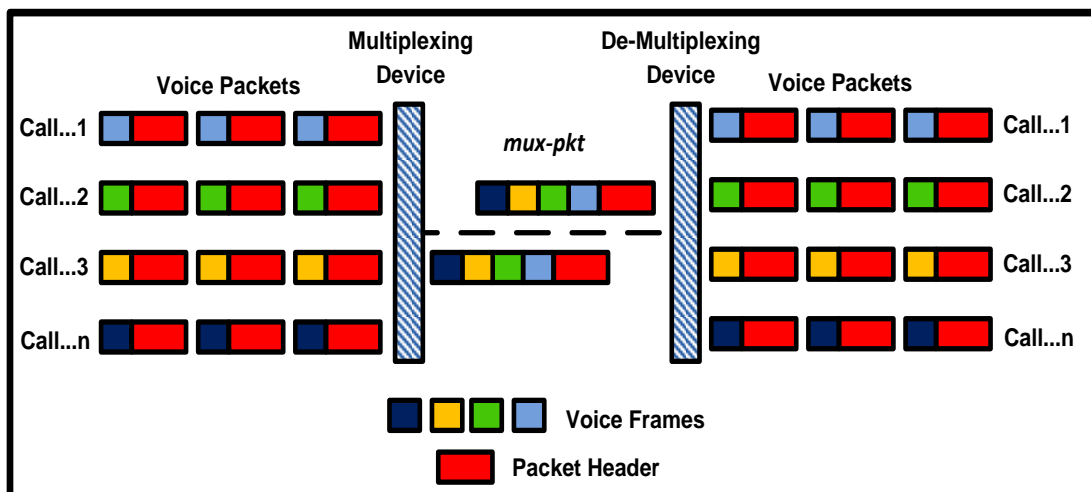 Multiplexing Device
De-Multiplexing Device
Voice Packets
Voice Packets
Call...1
Call...1
mux-pkt
Call...2
Call...2
Call...3
Call...3
Call...n
Call...n
Voice Frames
Packet Header